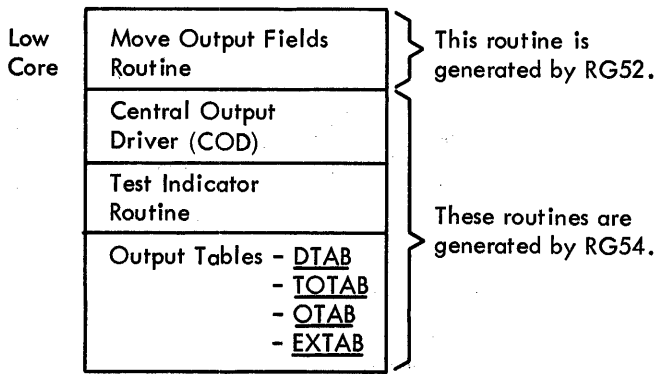 Low
Core
Move Output Fields
Routine
This routine is
generated by RG52.
Central Output
Driver (COD)
Test Indicator
Routine
Output Tables - DTAB
- TOTAB
- OTAB
- EXTAB
These routines are
generated by RG54.